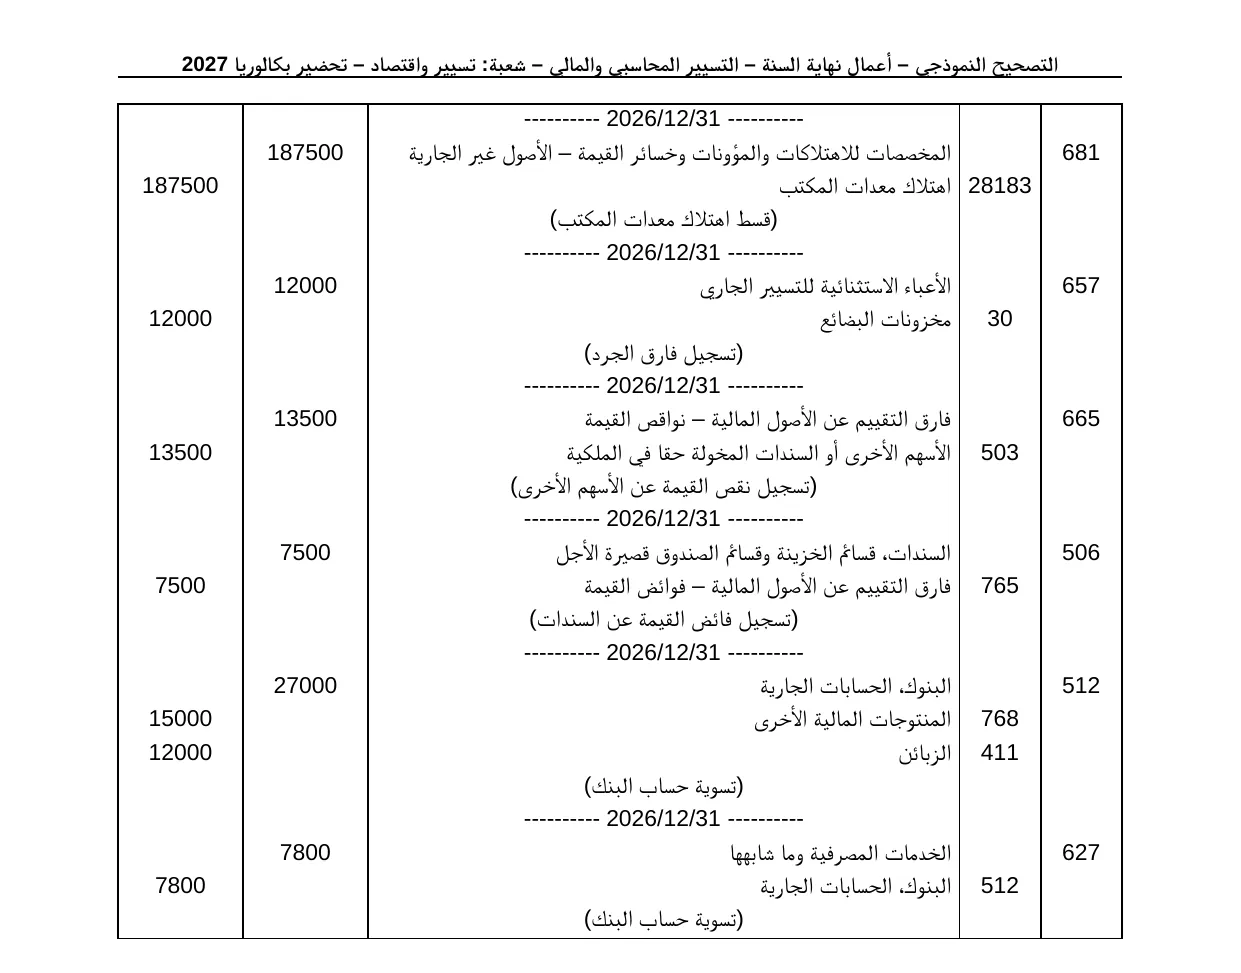 التصحيح النموذجي – أعمال نهاية السنة – التسيير المحاسبي والمالي – شعبة: تسيير واقتصاد – تحضير بكالوريا 2027
---------- 2026/12/31 ----------
681 المخصصات للاهتلاكات والمؤونات وخسائر القيمة – الأصول غير الجارية 187500
28183 اهتلاك معدات المكتب 187500
(قسط اهتلاك معدات المكتب)
---------- 2026/12/31 ----------
657 الأعباء الاستثنائية للتسيير الجاري 12000
30 مخزونات البضائع 12000
(تسجيل فارق الجرد)
---------- 2026/12/31 ----------
665 فارق التقييم عن الأصول المالية – نواقص القيمة 13500
503 الأسهم الأخرى أو السندات المخولة حقا في الملكية 13500
(تسجيل نقص القيمة عن الأسهم الأخرى)
---------- 2026/12/31 ----------
506 السندات، قسائم الخزينة وقسائم الصندوق قصيرة الأجل 7500
765 فارق التقييم عن الأصول المالية – فوائض القيمة 7500
(تسجيل فائض القيمة عن السندات)
---------- 2026/12/31 ----------
512 البنوك، الحسابات الجارية 27000
768 المنتوجات المالية الأخرى 15000
411 الزبائن 12000
(تسوية حساب البنك)
---------- 2026/12/31 ----------
627 الخدمات المصرفية وما شابهها 7800
512 البنوك، الحسابات الجارية 7800
(تسوية حساب البنك)